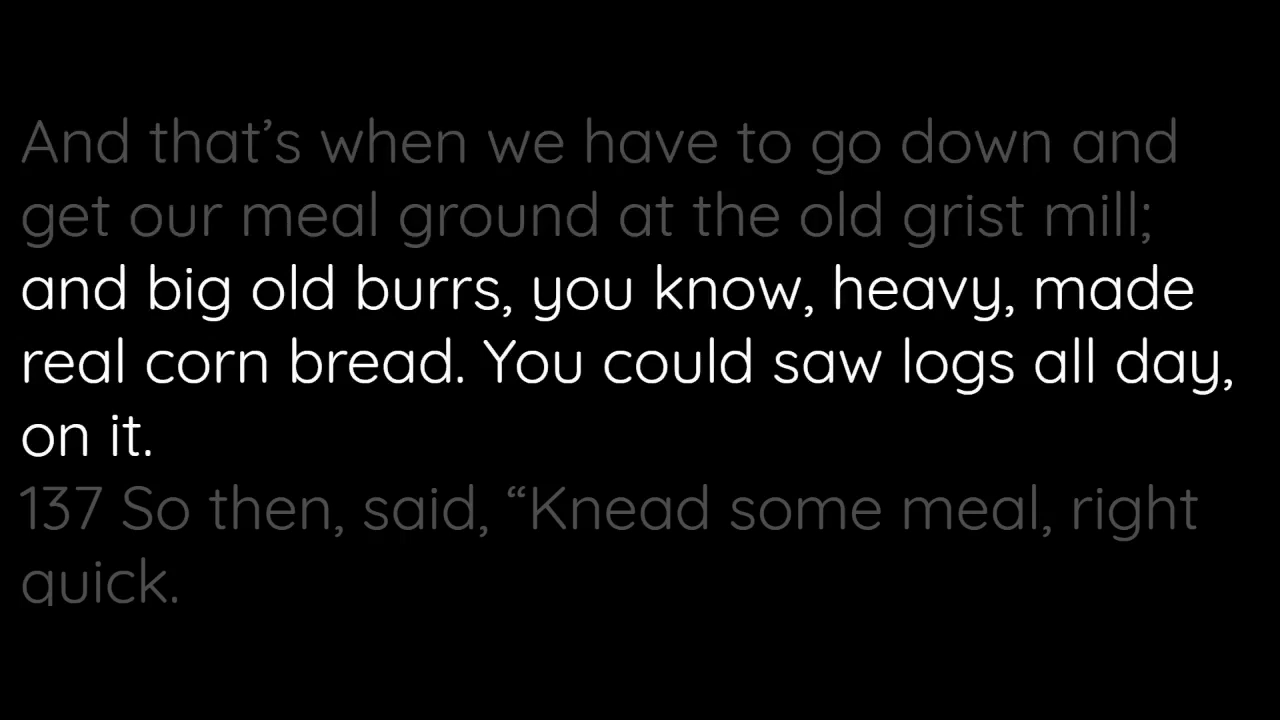 And that’s when we have to go down and
get our meal ground at the old grist mill;
and big old burrs, you know, heavy, made
real corn bread. You could saw logs all day,
on it.
137 So then, said, “Knead some meal, right
quick.